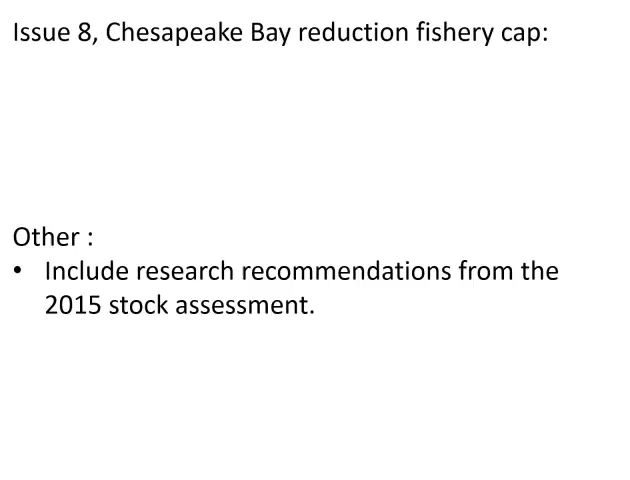 Issue 8, Chesapeake Bay reduction fishery cap:
Other :
• Include research recommendations from the
2015 stock assessment.